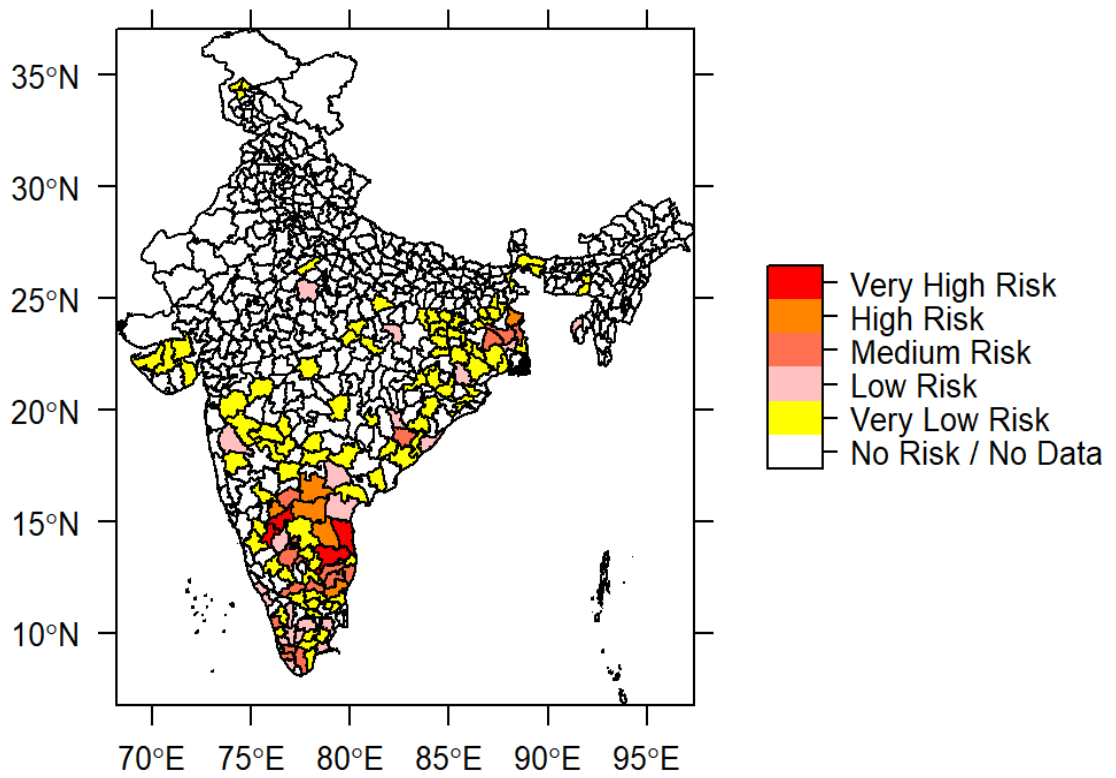 35°N
30°N
25°N
20°N
15°N
10°N
70°E 75°E 80°E 85°E 90°E 95°E
Very High Risk
High Risk
Medium Risk
Low Risk
Very Low Risk
No Risk / No Data